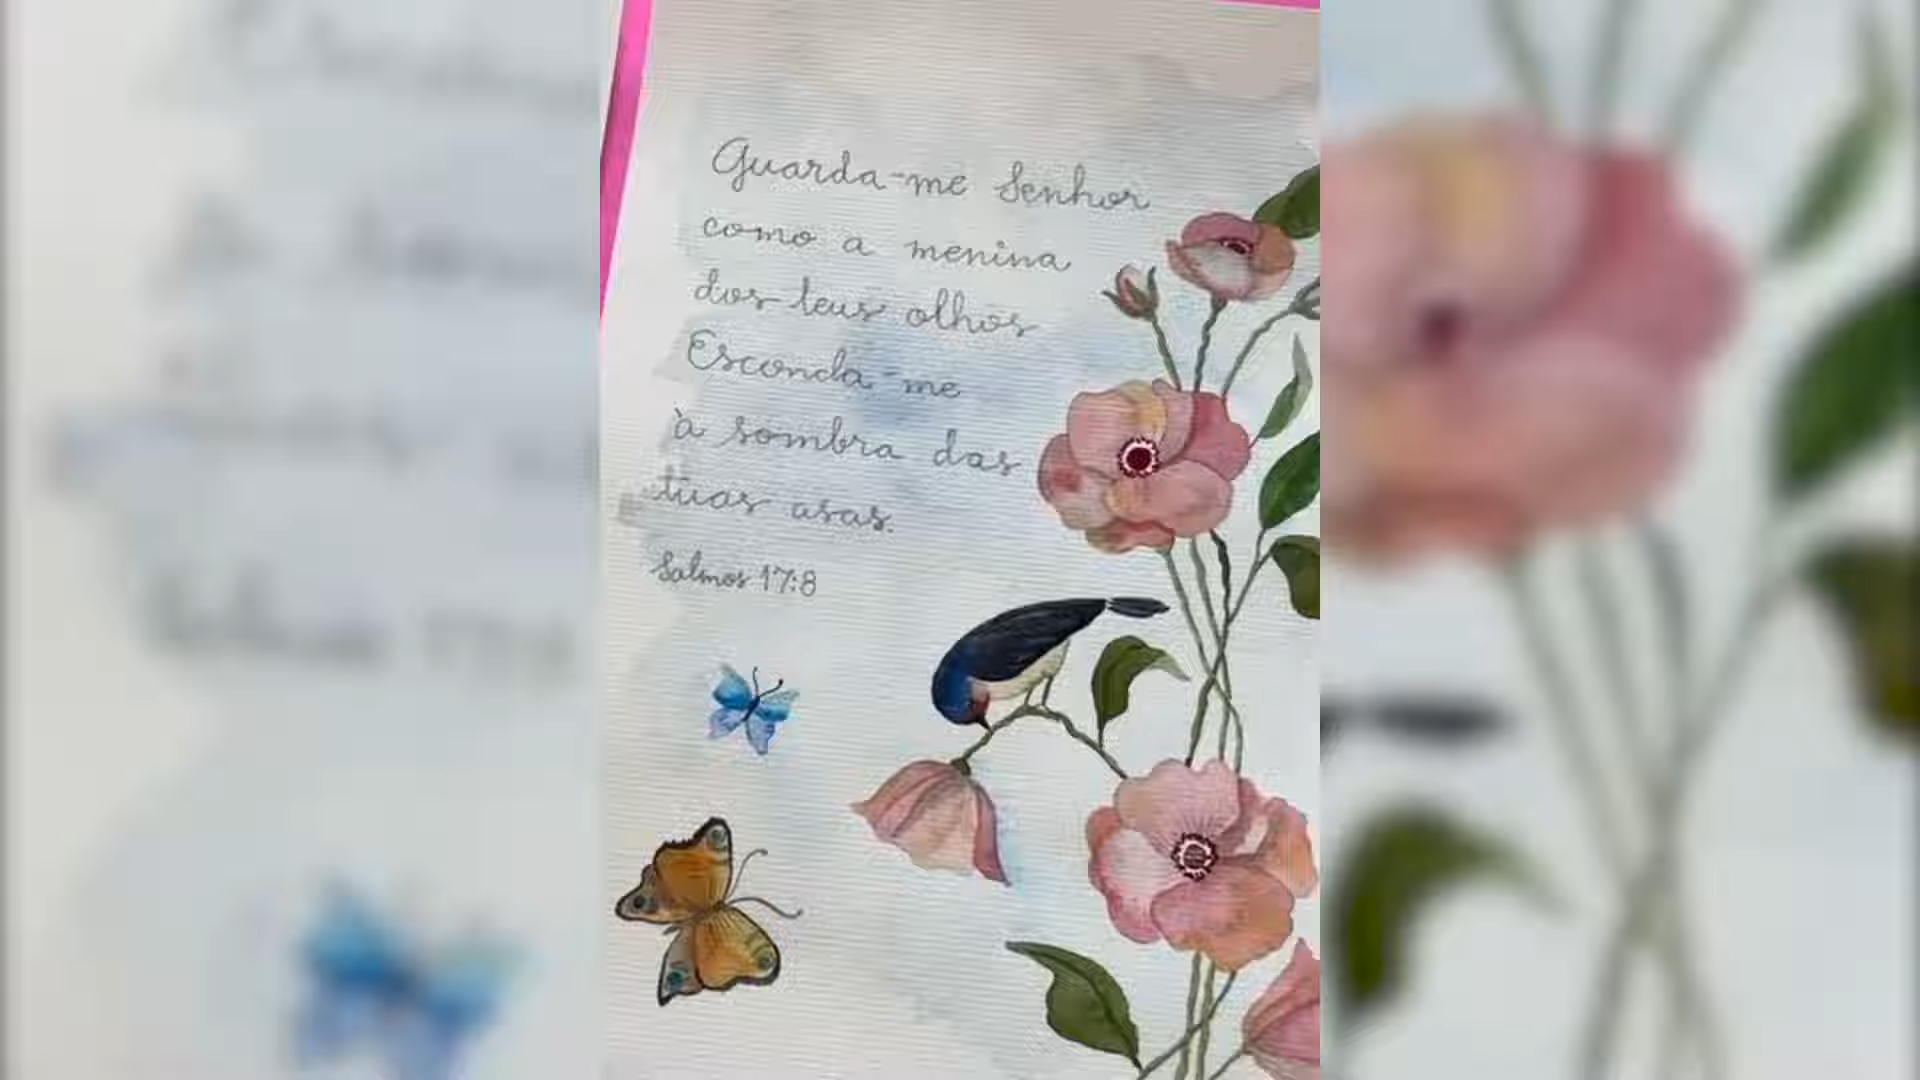 Guarda-me Senhor
como a menina
dos teus olhos
Esconda-me
à sombra das
tuas asas.
Salmos 17:8